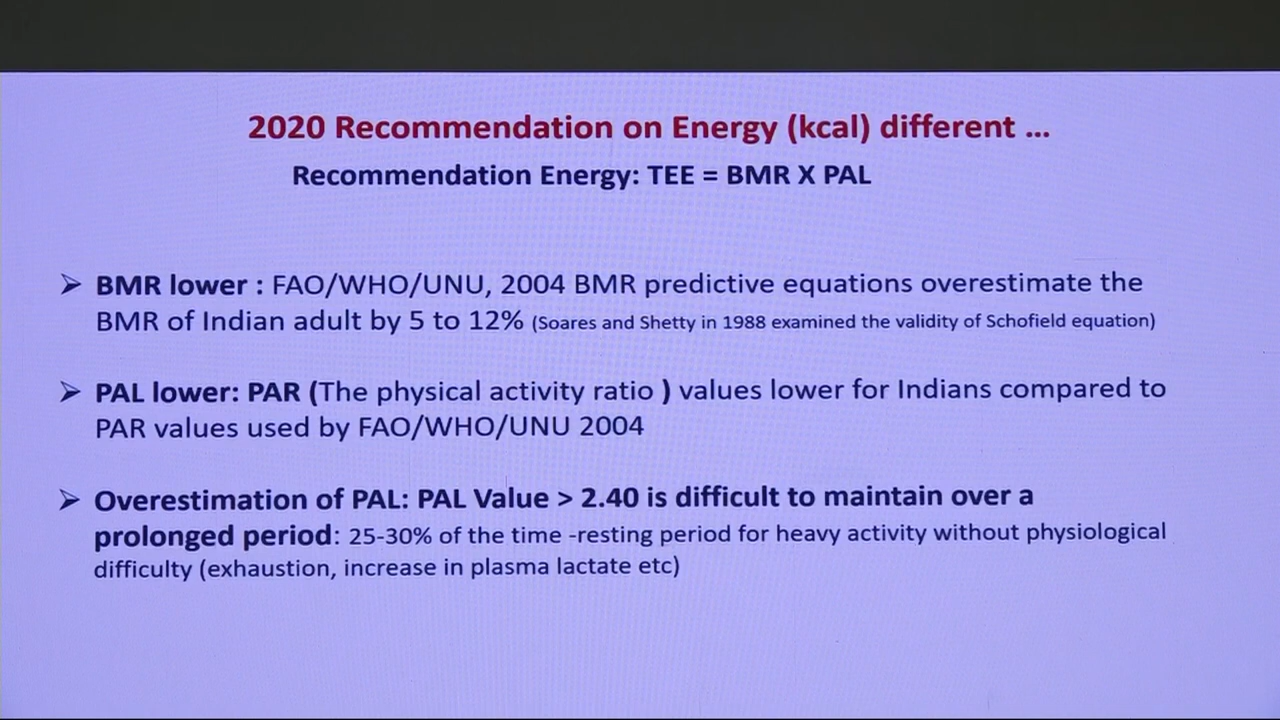 2020 Recommendation on Energy (kcal) different ...
Recommendation Energy: TEE = BMR X PAL
➢ BMR lower : FAO/WHO/UNU, 2004 BMR predictive equations overestimate the
BMR of Indian adult by 5 to 12% (Soares and Shetty in 1988 examined the validity of Schofield equation)
➢ PAL lower: PAR (The physical activity ratio ) values lower for Indians compared to
PAR values used by FAO/WHO/UNU 2004
➢ Overestimation of PAL: PAL Value > 2.40 is difficult to maintain over a
prolonged period: 25-30% of the time -resting period for heavy activity without physiological
difficulty (exhaustion, increase in plasma lactate etc)